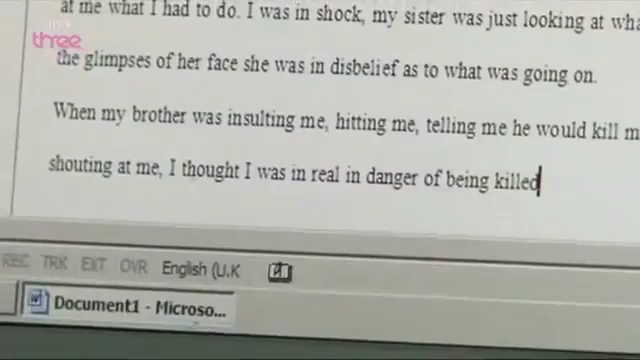 at me what I had to do. I was in shock, my sister was just looking at
three
the glimpses of her face she was in disbelief as to what was going on.
When my brother was insulting me, hitting me, telling me he would kill
shouting at me, I thought I was in real in danger of being killed
REC TRK EXT OVR English (U.K
Document1 - Microso...